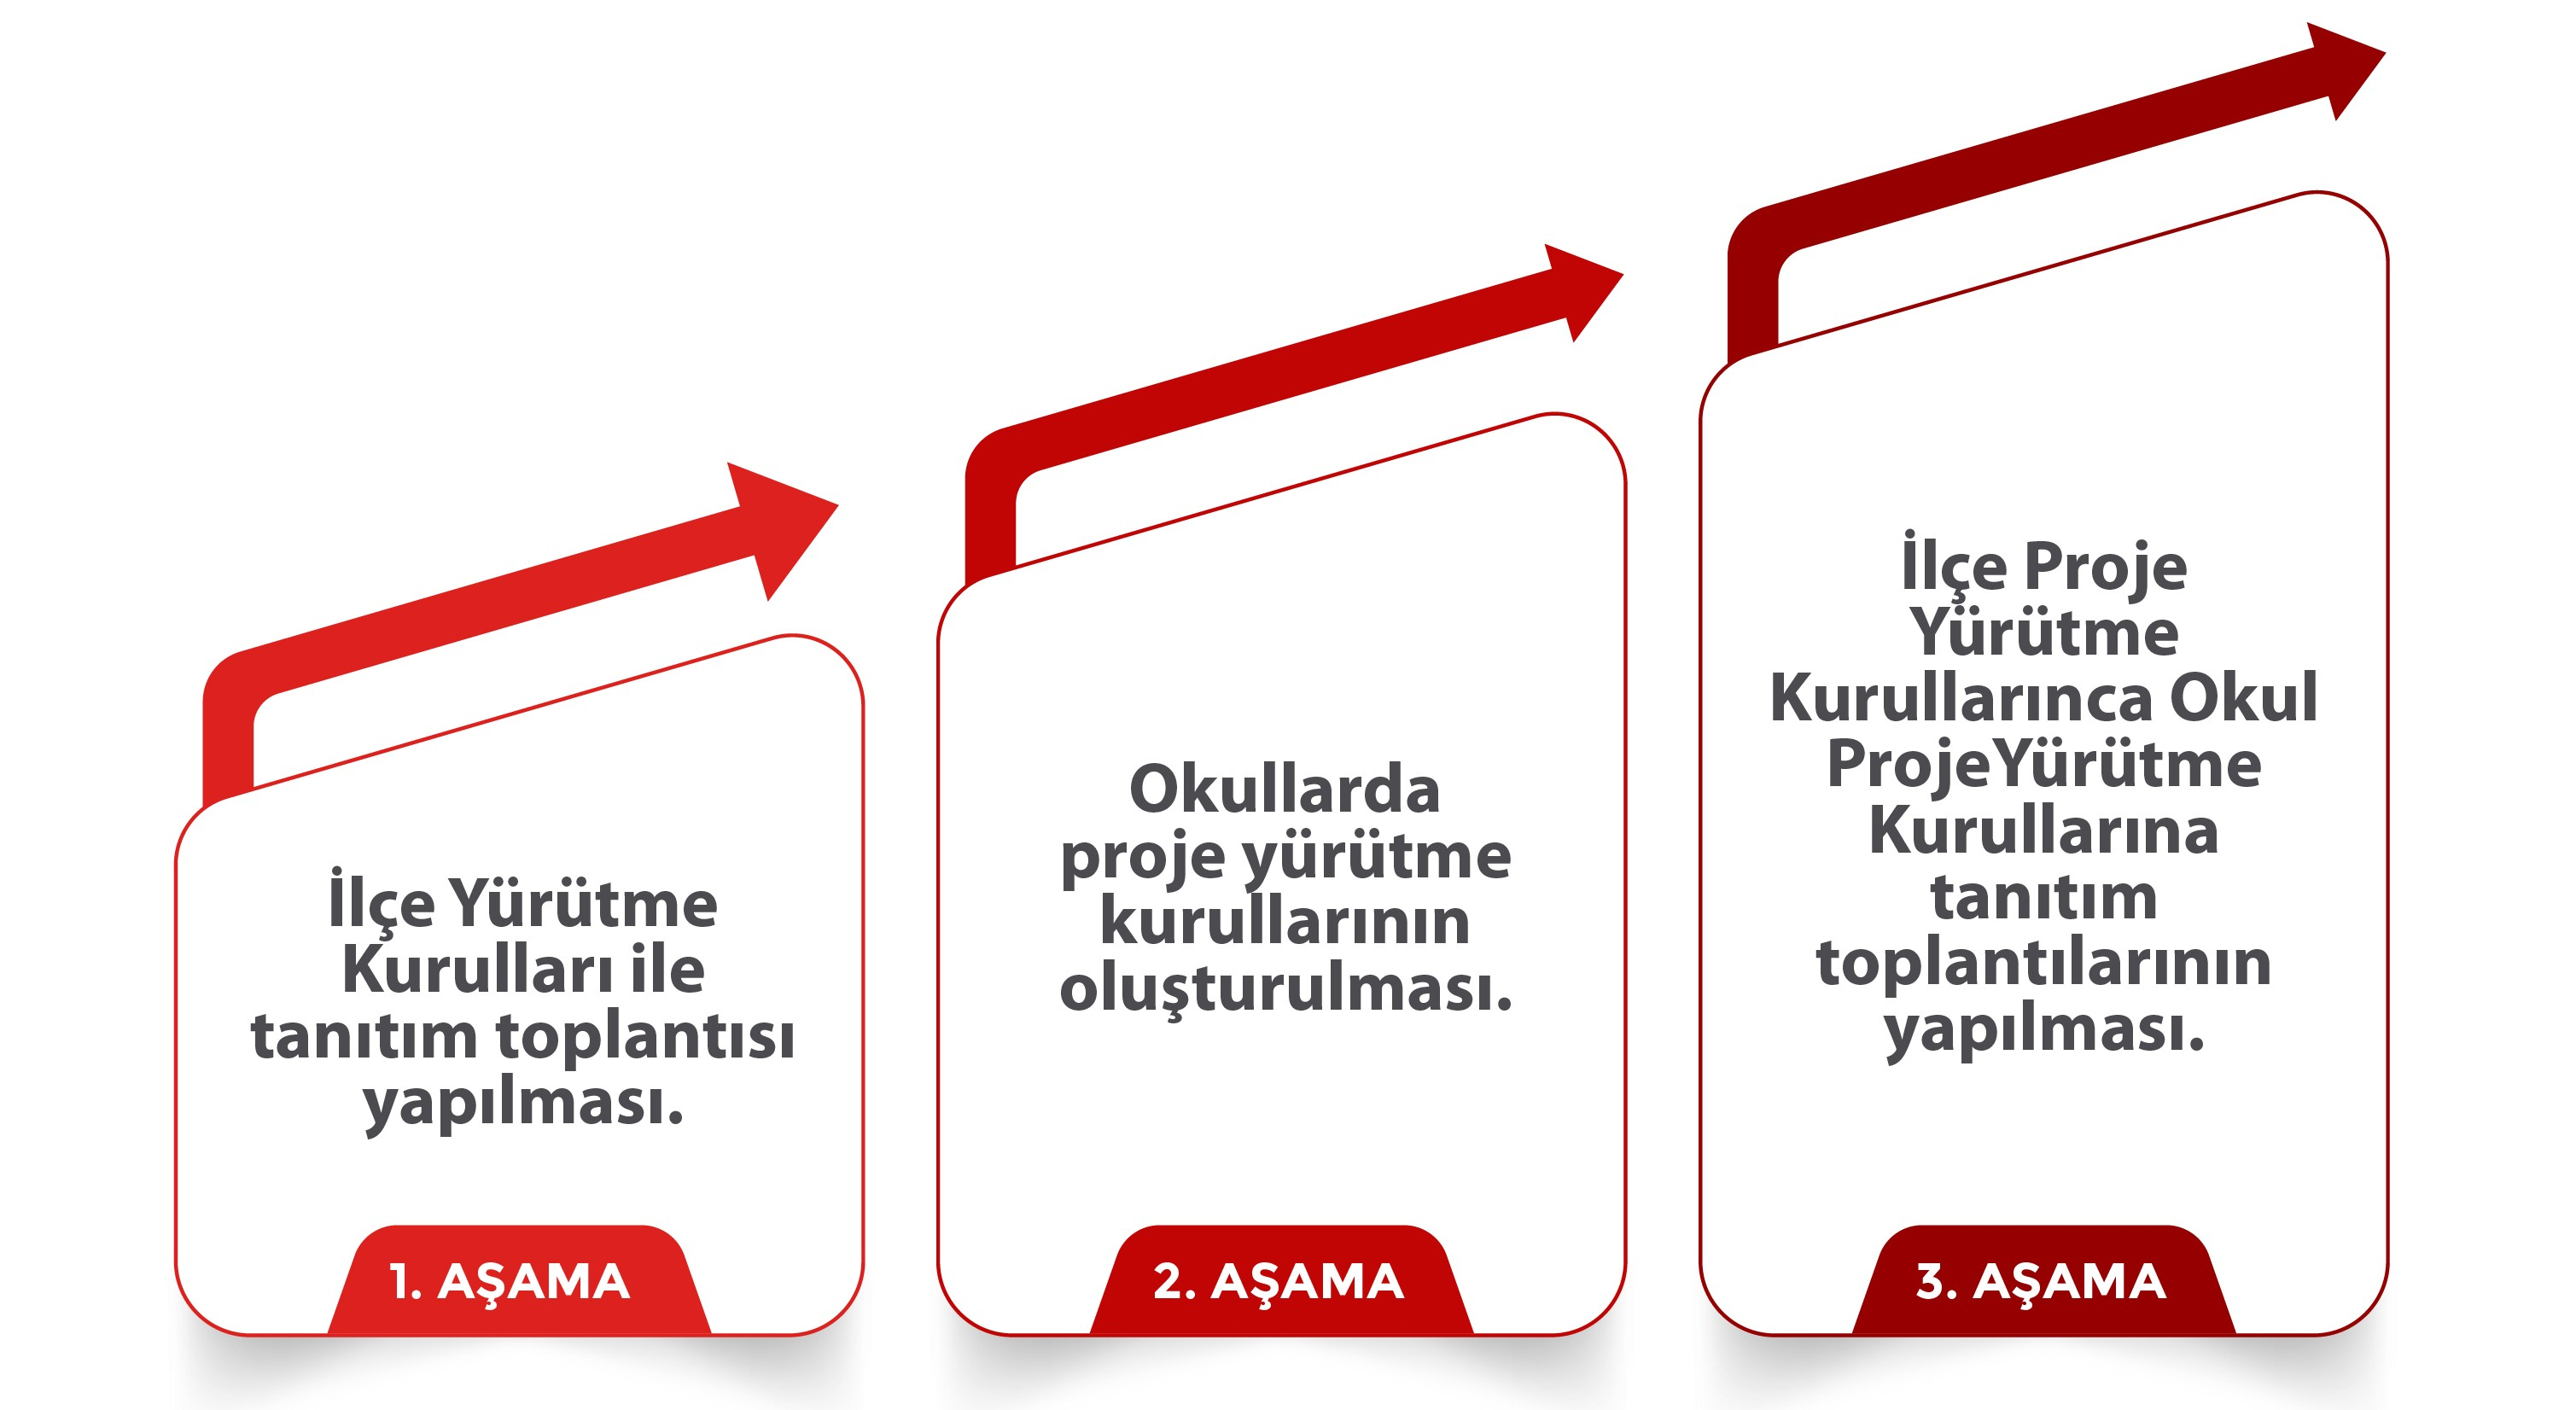 İlçe Yürütme
Kurulları ile
tanıtım toplantısı
yapılması.
1. AŞAMA
Okullarda
proje yürütme
kurullarının
oluşturulması.
2. AŞAMA
İlçe Proje
Yürütme
Kurullarınca Okul
ProjeYürütme
Kurullarına
tanıtım
toplantılarının
yapılması.
3. AŞAMA